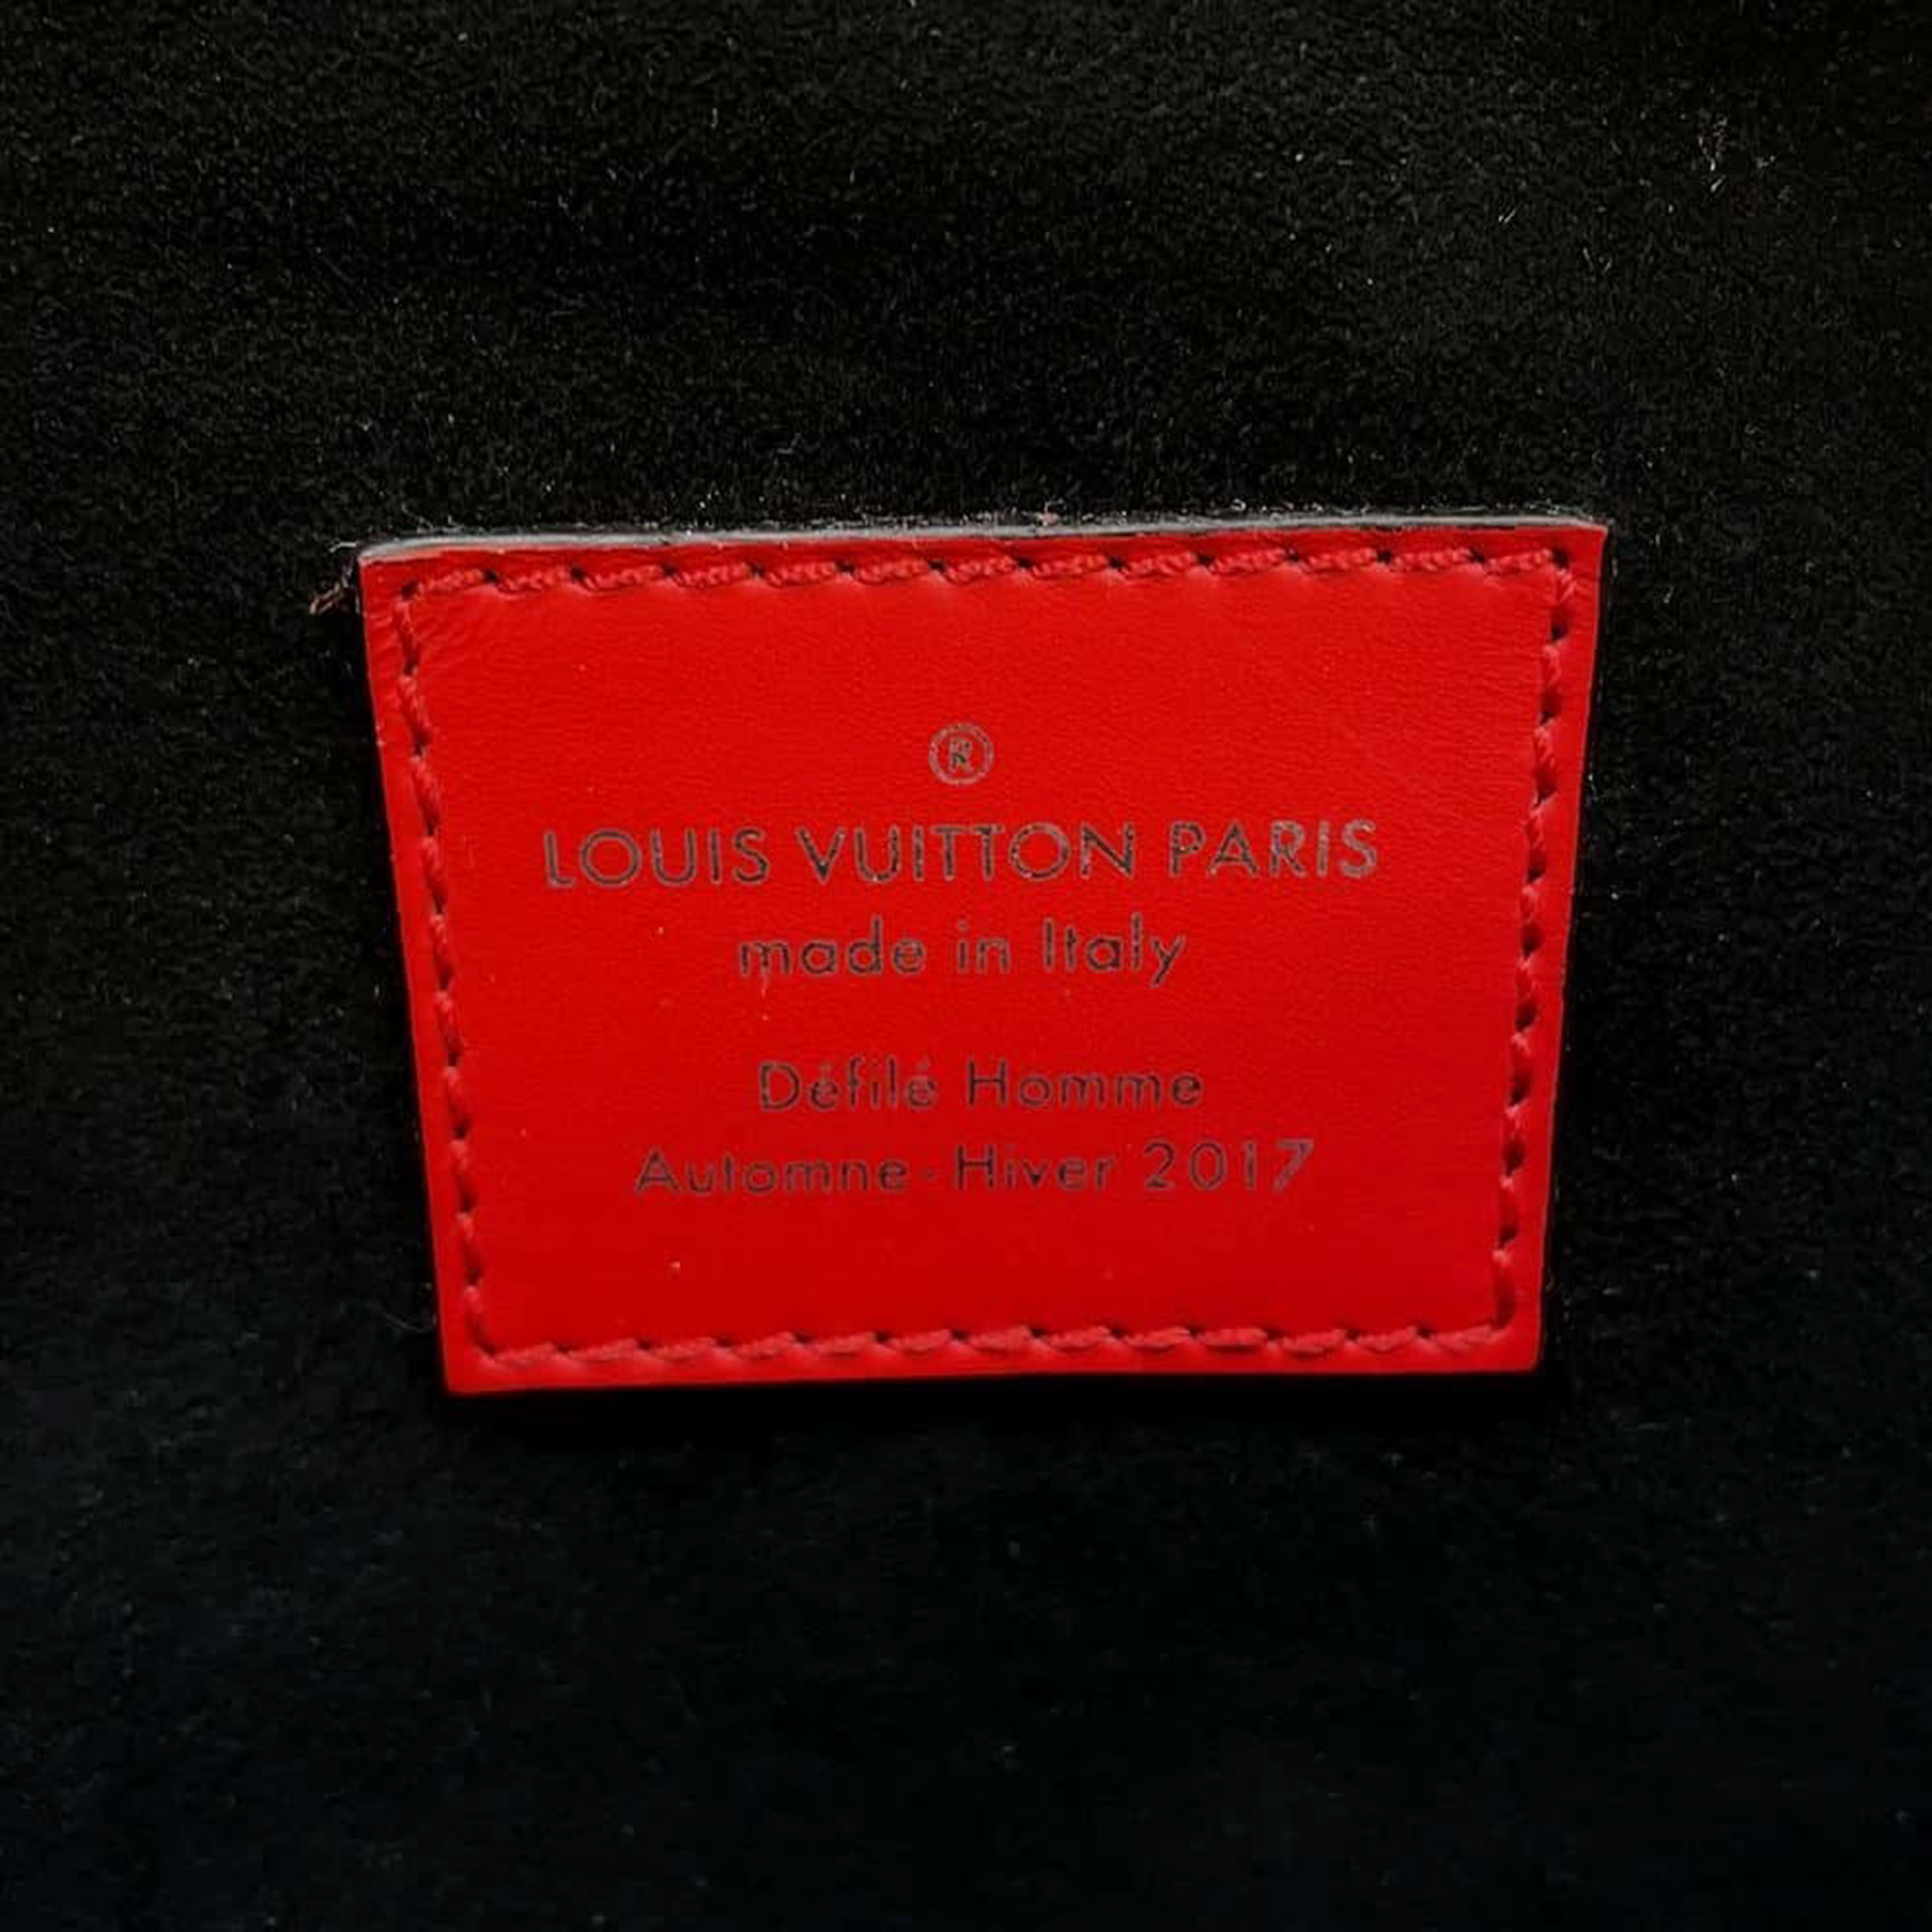 ®
LOUIS VUITTON PARIS
made in Italy
Défilé Homme
Automne-Hiver 2017